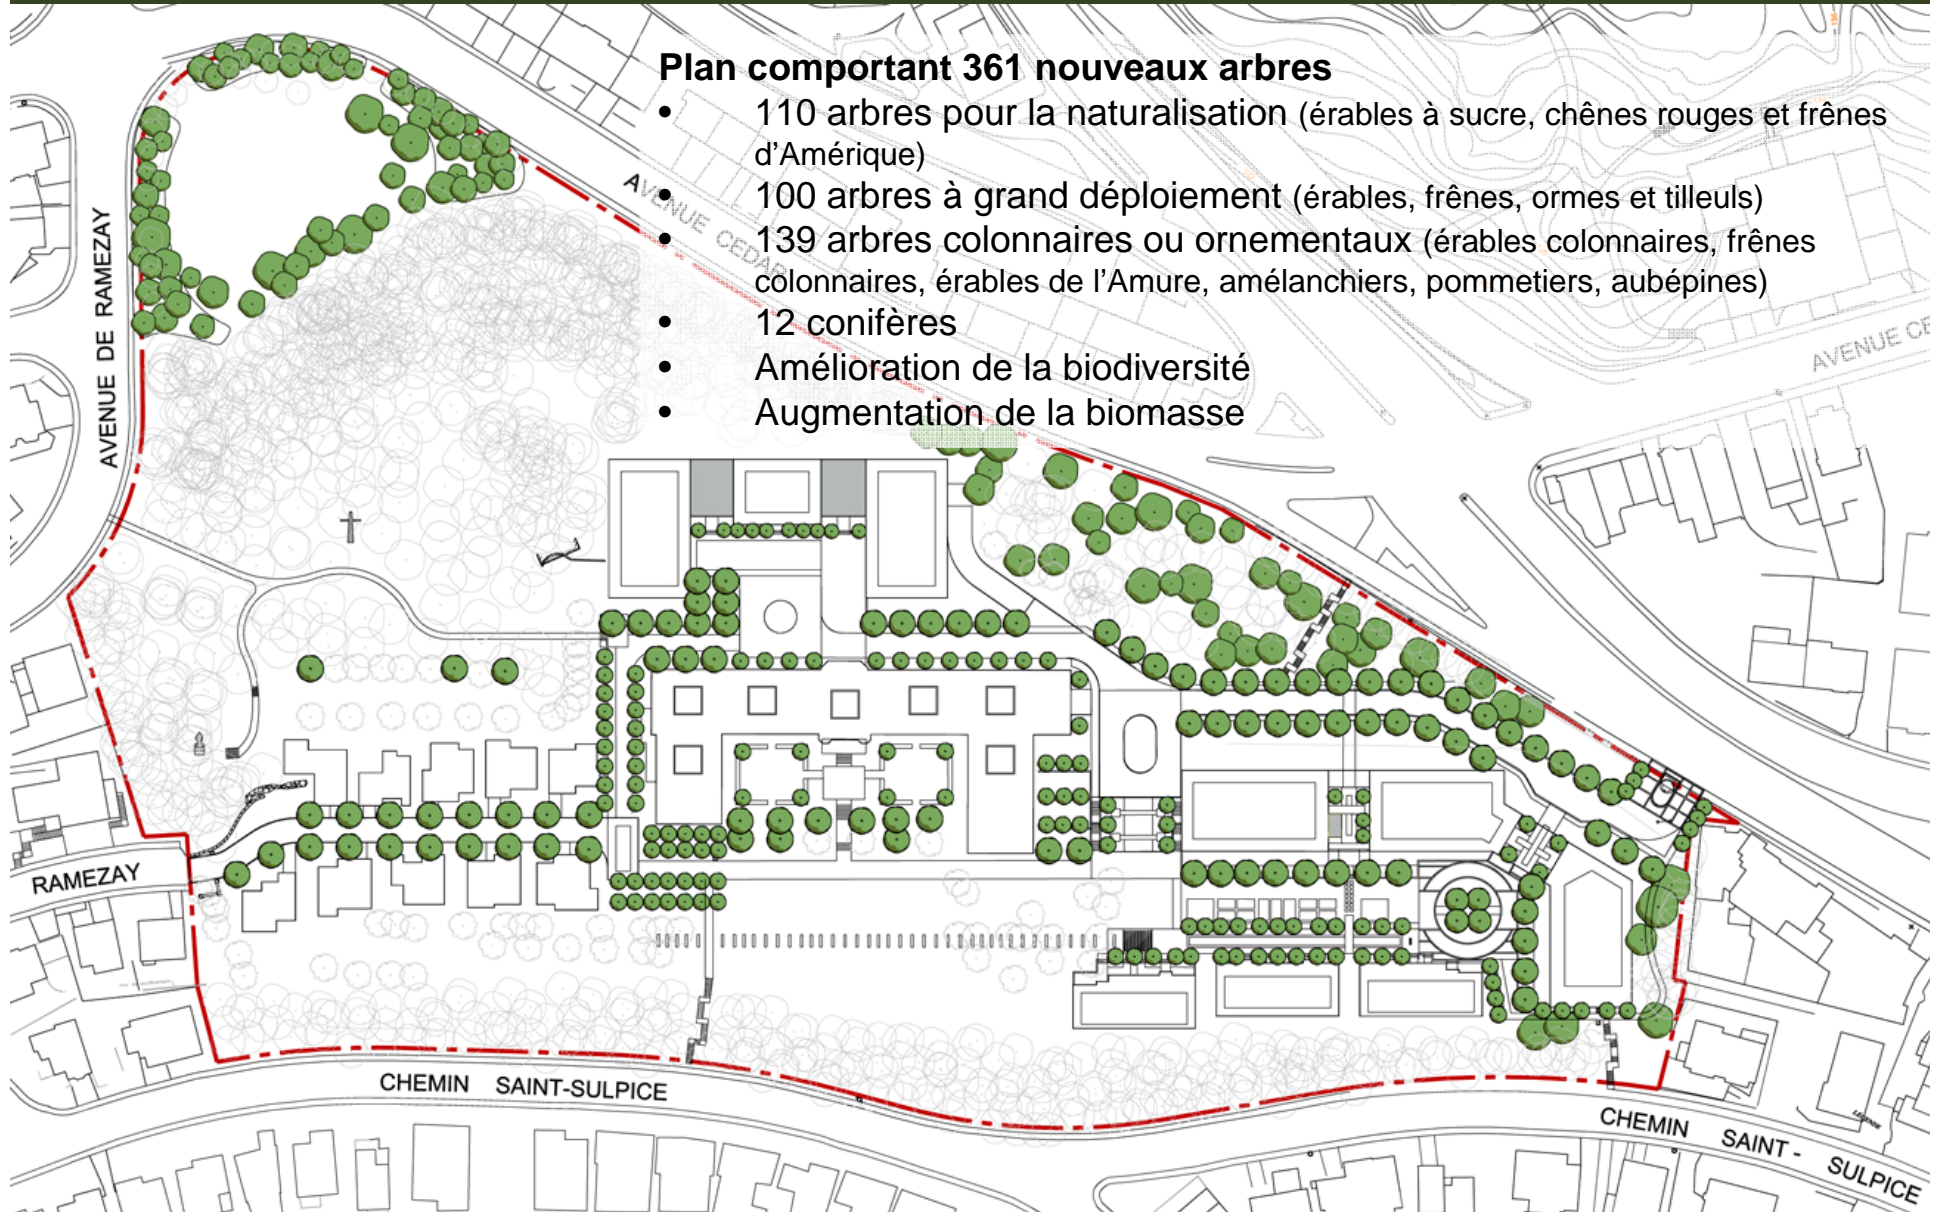 Plan comportant 361 nouveaux arbres
• 110 arbres pour la naturalisation (érables à sucre, chênes rouges et frênes
d'Amérique)
• 100 arbres à grand déploiement (érables, frênes, ormes et tilleuls)
• 139 arbres colonnaires ou ornementaux (érables colonnaires, frênes
colonnaires, érables de l'Amure, amélanchiers, pommetiers, aubépines)
• 12 conifères
• Amélioration de la biodiversité
• Augmentation de la biomasse
AVENUE DE RAMEZAY
AVENUE CEDAR
AVENUE CE
RAMEZAY
CHEMIN SAINT-SULPICE
CHEMIN SAINT-SULPICE